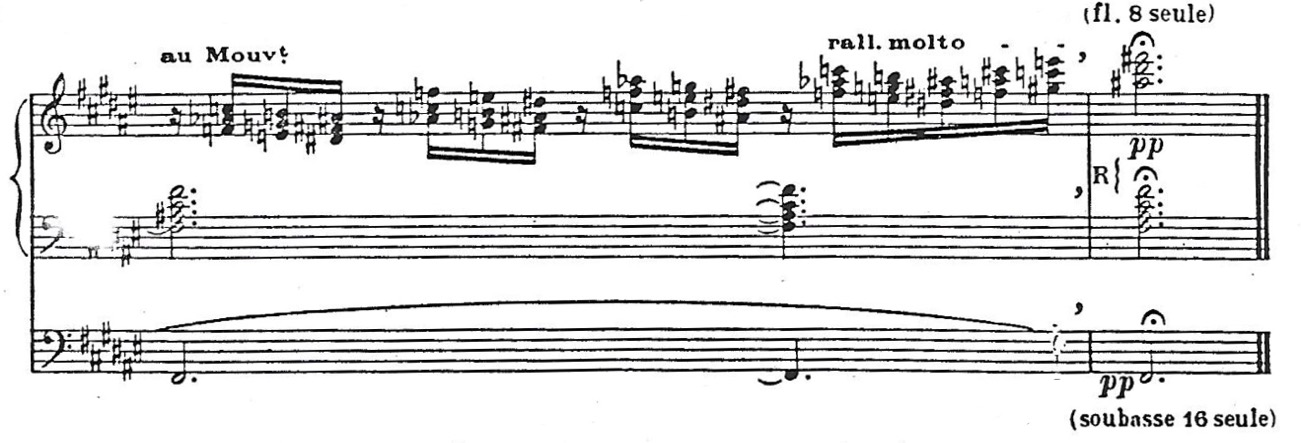 (fl. 8 seule)
au Mouvt.
rall. molto - -
pp
R
pp
(soubasse 16 seule)